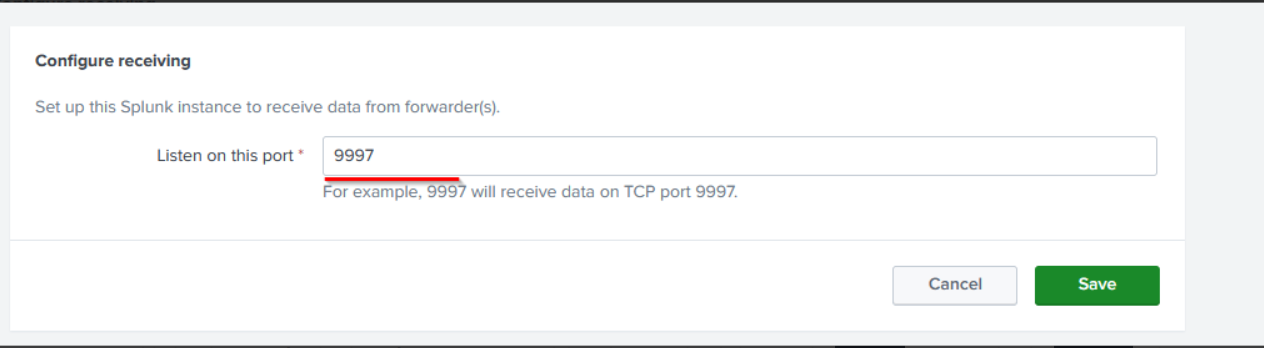 Configure receiving
Set up this Splunk instance to receive data from forwarder(s).
Listen on this port * 9997
For example, 9997 will receive data on TCP port 9997.
Cancel Save